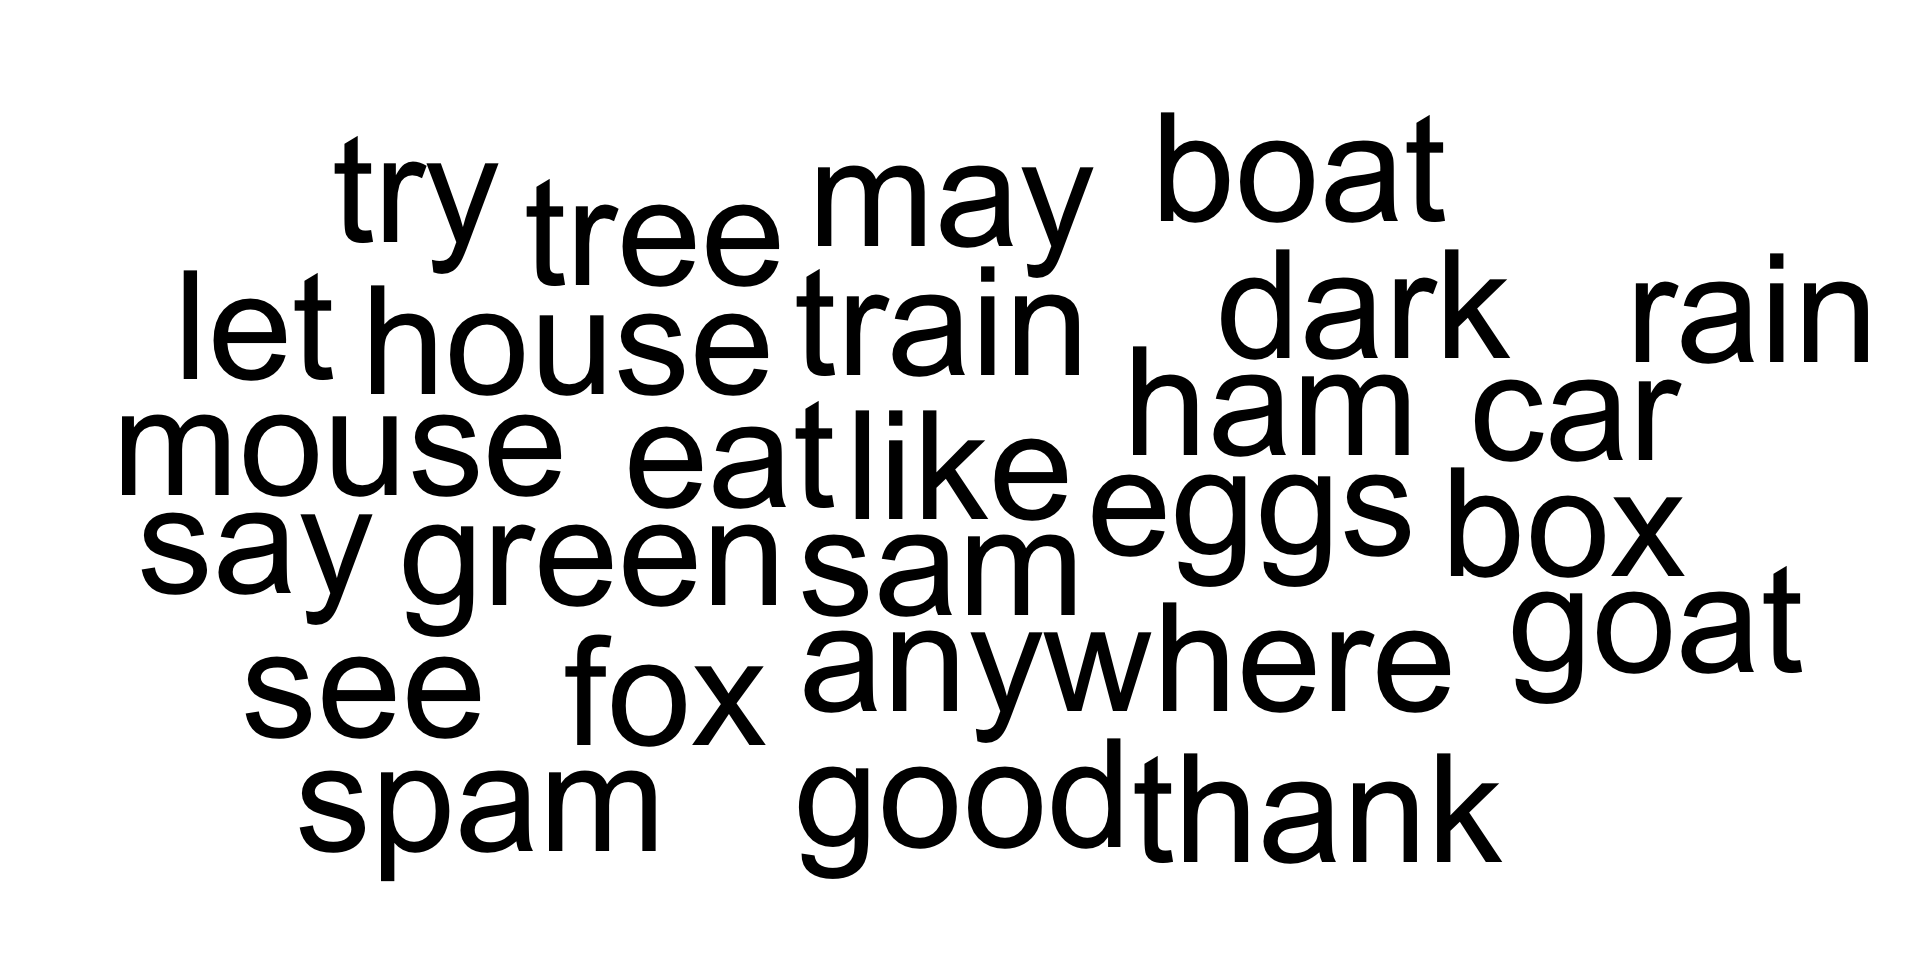 try tree may boat
let house train dark rain
mouse eat like ham car
say green sam eggs box
see fox anywhere goat
spam good thank